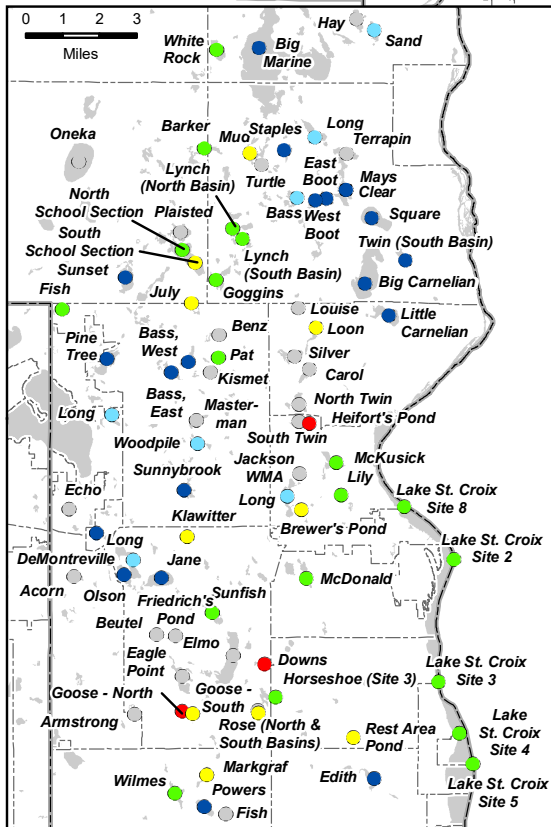 0 1 2 3
Miles
Hay
Sand
White
Rock
Big
Marine
Oneka
Barker
Mud
Staples
Long
Terrapin
Lynch
(North Basin)
Turtle
East
Boot
Mays
Clear
North
School Section
Plaisted
Bass
West
Boot
Square
South
School Section
Lynch
(South Basin)
Twin (South Basin)
Sunset
Fish
July
Goggins
Big Carnelian
Louise
Loon
Little
Carnelian
Pine
Tree
Bass,
West
Benz
Pat
Kismet
Silver
Carol
Bass,
East
Master-
man
North Twin
Heifort's Pond
Long
Woodpile
South Twin
Sunnybrook
Jackson
WMA
McKusick
Lily
Echo
Long
Lake St. Croix
Site 8
Klawitter
Brewer's Pond
Long
DeMontreville
Jane
Lake St. Croix
Site 2
Acorn
Olson
McDonald
Friedrich's
Pond
Sunfish
Beutel
Elmo
Eagle
Point
Downs
Horseshoe (Site 3)
Lake St. Croix
Site 3
Goose - North
Goose -
South
Armstrong
Rose (North &
South Basins)
Rest Area
Pond
Lake
St. Croix
Site 4
Markgraf
Wilmes
Powers
Edith
Lake St. Croix
Site 5
Fish